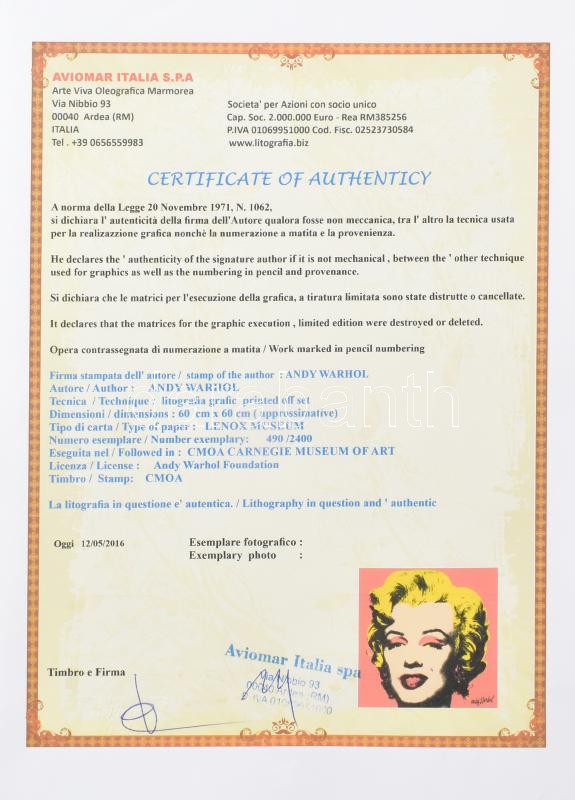 AVIOMAR ITALIA S.P.A
Arte Viva Oleografica Marmorea
Via Nibbio 93
00040 Ardea (RM)
ITALIA
Tel . +39 0656559983
Societa' per Azioni con socio unico
Cap. Soc. 2.000.000 Euro - Rea RM385256
P.IVA 01069951000 Cod. Fisc. 02523730584
www.litografia.biz
CERTIFICATE OF AUTHENTICY
A norma della Legge 20 Novembre 1971, N. 1062,
si dichiara l' autenticità della firma dell'Autore qualora fosse non meccanica, tra l' altro la tecnica usata
per la realizazzione grafica nonchè la numerazione a matita e la provenienza.
He declares the ' authenticity of the signature author if it is not mechanical , between the ' other technique
used for graphics as well as the numbering in pencil and provenance.
Si dichiara che le matrici per l'esecuzione della grafica, a tiratura limitata sono state distrutte o cancellate.
It declares that the matrices for the graphic execution , limited edition were destroyed or deleted.
Opera contrassegnata di numerazione a matita / Work marked in pencil numbering
Firma stampata dell' autore / stamp of the author : ANDY WARHOL
Autore / Author : ANDY WARHOL
Tecnica / Technique : litografia grafic printed off set
Dimensioni / dimensions : 60 cm x 60 cm ( approssimative)
Tipo di carta / Type of paper : LENOX MUSEUM
Numero esemplare / Number exemplary: 490 /2400
Eseguita nel / Followed in : CMOA CARNEGIE MUSEUM OF ART
Licenza / License : Andy Warhol Foundation
Timbro / Stamp: CMOA
La litografia in questione e' autentica. / Lithography in question and ' authentic
Oggi 12/05/2016
Esemplare fotografico :
Exemplary photo :
Timbro e Firma
Aviomar Italia spa
Via Nibbio 93
00040 Ardea (RM)